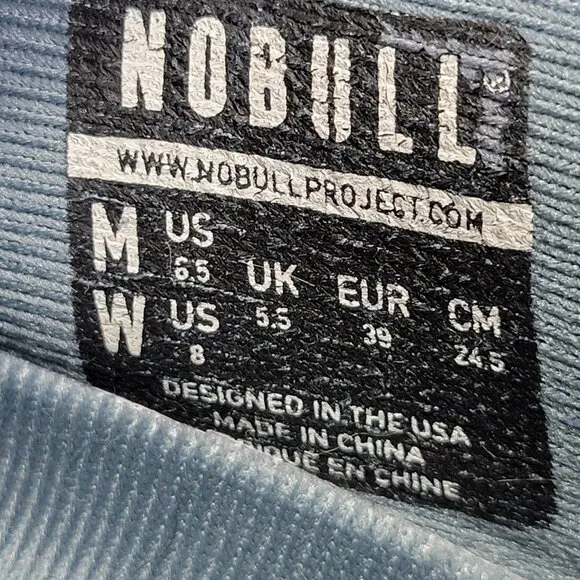 NOBULL®
WWW.NOBULLPROJECT.COM
M US 6.5
W US 8
UK 5.5
EUR 39
CM 24.5
DESIGNED IN THE USA
MADE IN CHINA
EN CHINE